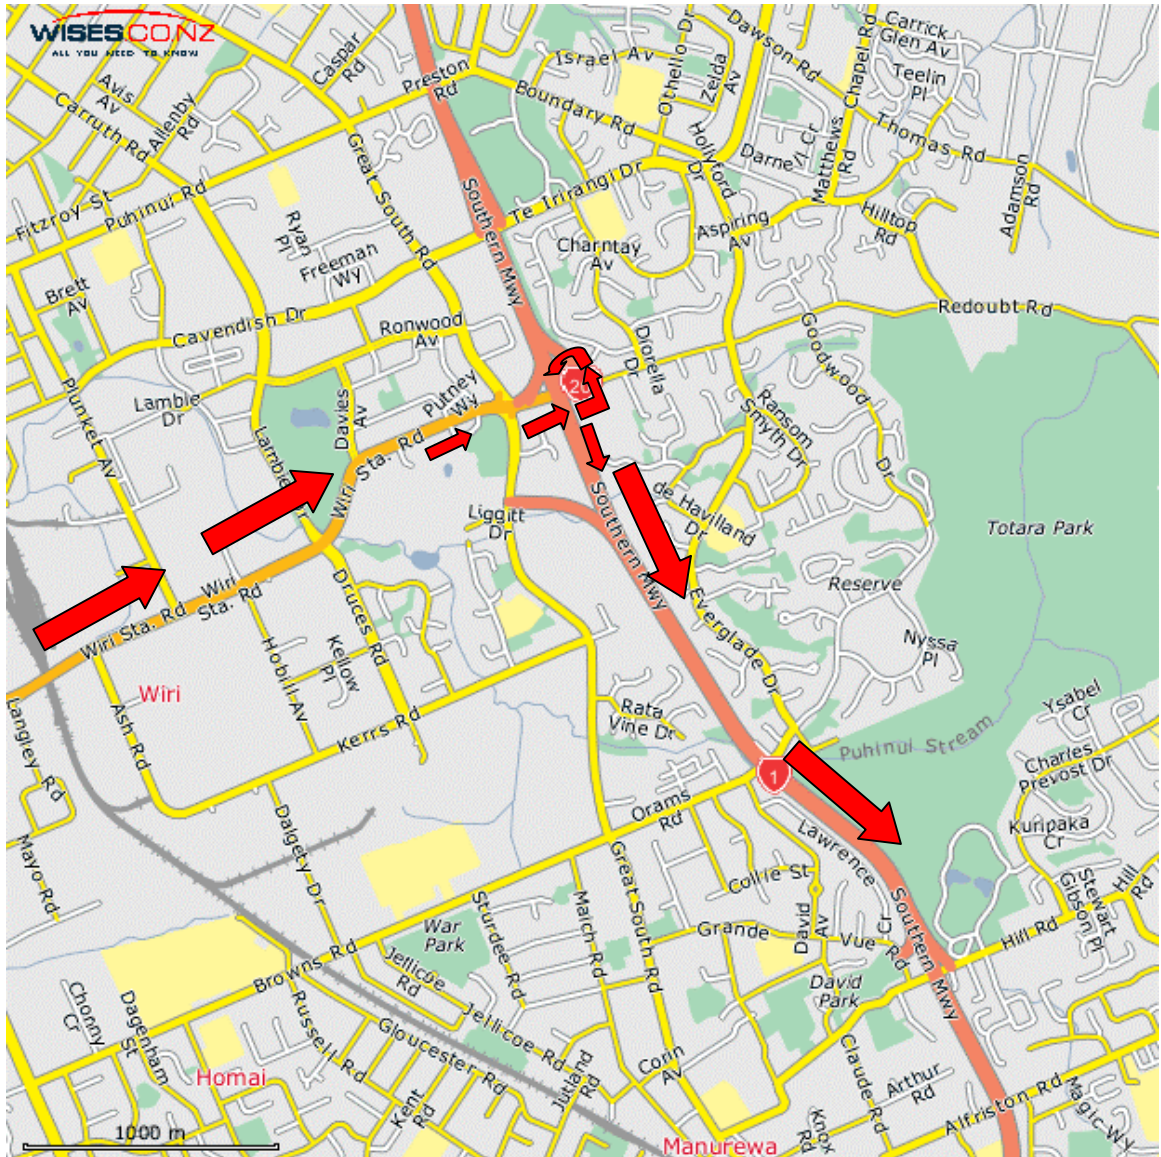 WISES.CO.NZ
ALL YOU NEED TO KNOW
Caspar
Rd
Preston
Rd
Israel Av
Othello Dr
Zelda
Av
Dawson Rd
Carrick
Glen Av
Teelin
Pl
Matthews
Rd
Chapel Rd
Avis
Av
Allenby
Rd
Carruth Rd
Boundary Rd
Hollyford
Dr
Darnell Cr
Thomas Rd
Adamson
Rd
Fitzroy St
Puhinui Rd
Great South Rd
Southern Mwy
Te Irirangi Dr
Ryan
Pl
Freeman
Wy
Charntay
Av
Aspiring
Av
Hilltop
Rd
Brett
Av
Cavendish Dr
Ronwood
Av
Redoubt Rd
Diorella
Dr
Goodwood Dr
Plunket Av
Lambie
Dr
Davies
Av
Putney
Wy
20
Ransom
Smyth Dr
Lambie Dr
Wiri Sta. Rd
Liggitt
Dr
Southern Mwy
de Havilland
Dr
Totara Park
Reserve
Wiri
Sta. Rd
Wiri Sta. Rd
Druces Rd
Everglade Dr
Nyssa
Pl
Wiri
Hobill Av
Kellow
Pl
Kerrs Rd
Rata
Vine Dr
Ysabel
Cr
Puhinui Stream
Charles
Prevost Dr
Langley Rd
Ash Rd
1
Orams
Rd
Kuripaka
Cr
Mayo Rd
Dalgety Dr
Lawrence
Cr
Collie St
Stewart
Gibson Pl
Hill
Rd
War
Park
Sturdee Rd
Maich Rd
Great South Rd
Grande
Vue Rd
David
Av
Southern Mwy
Hill Rd
Browns Rd
Jellicoe
Rd
David
Park
Chonny
Cr
Dagenham
St
Russell Rd
Gloucester Rd
Jellicoe Rd
Corin
Av
Claude Rd
Arthur
Rd
Homai
Kent
Rd
Jutland
Rd
Knox
Rd
Alfriston Rd
Magic Wy
1000 m
Manurewa